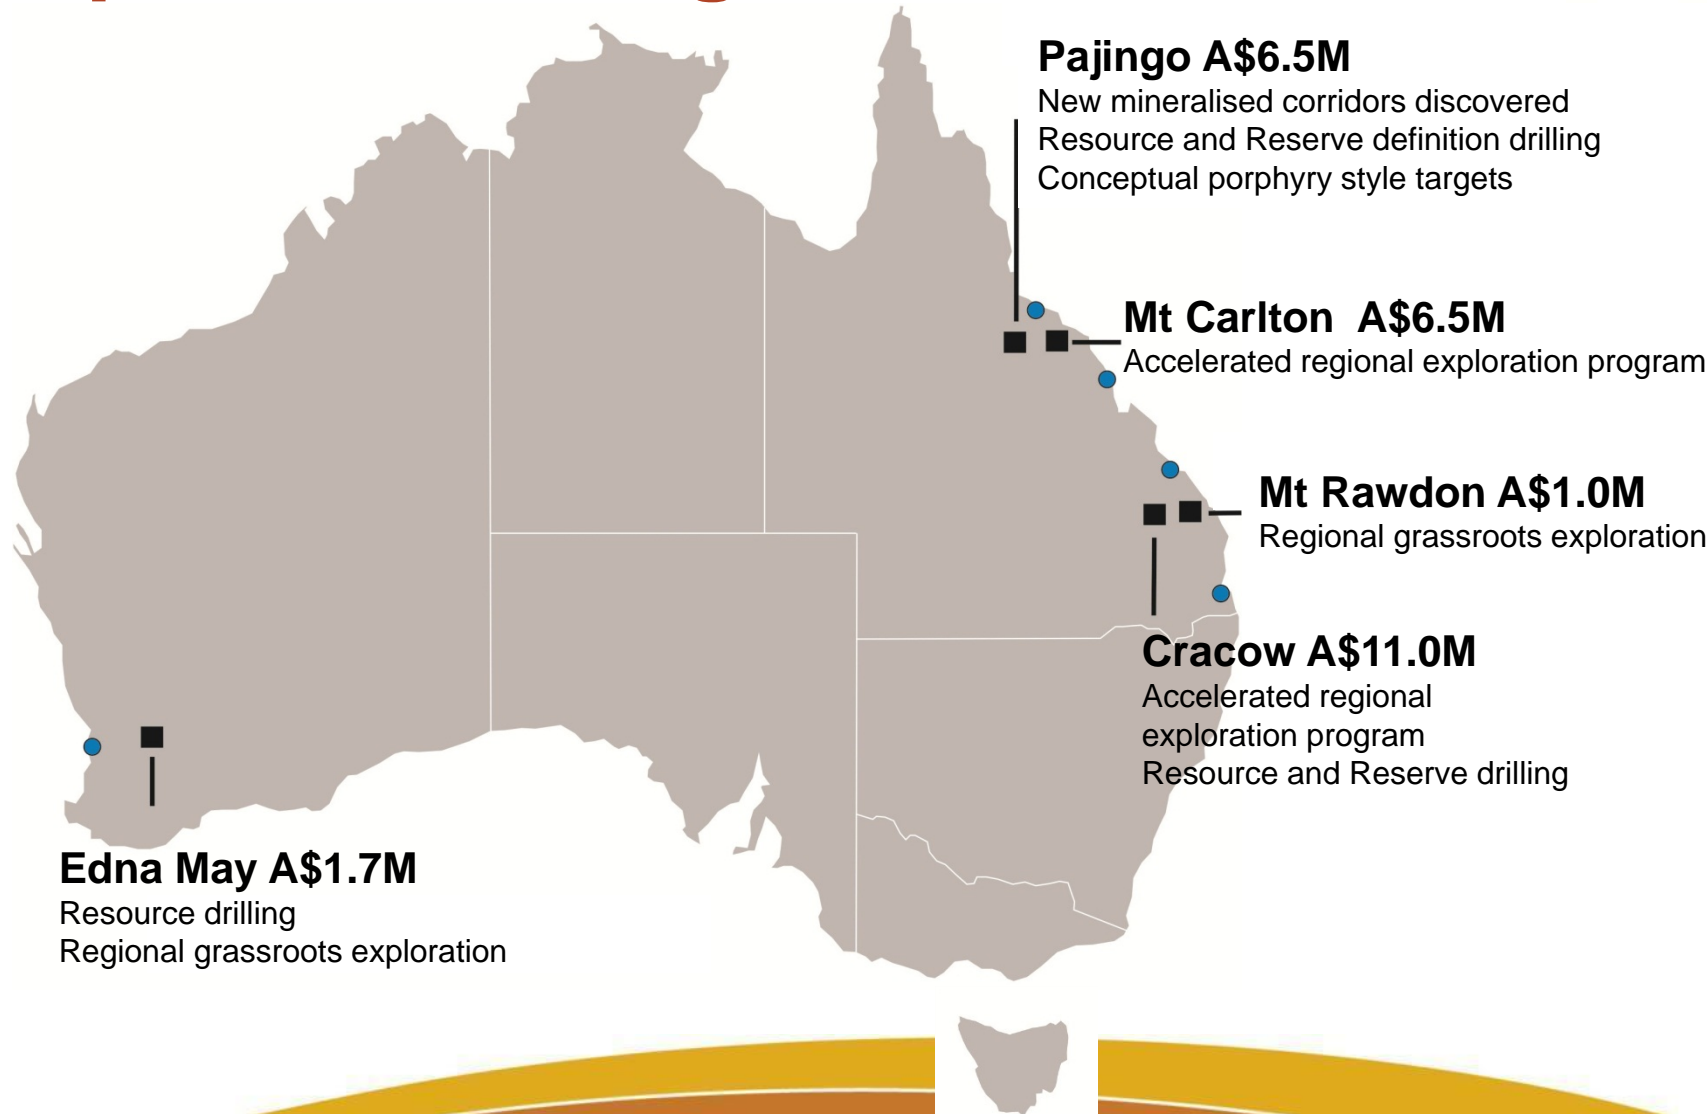 Pajingo A$6.5M
New mineralised corridors discovered
Resource and Reserve definition drilling
Conceptual porphyry style targets
Mt Carlton  A$6.5M
Accelerated regional exploration program
Mt Rawdon A$1.0M
Regional grassroots exploration
Cracow A$11.0M
Accelerated regional
exploration program
Resource and Reserve drilling
Edna May A$1.7M
Resource drilling
Regional grassroots exploration